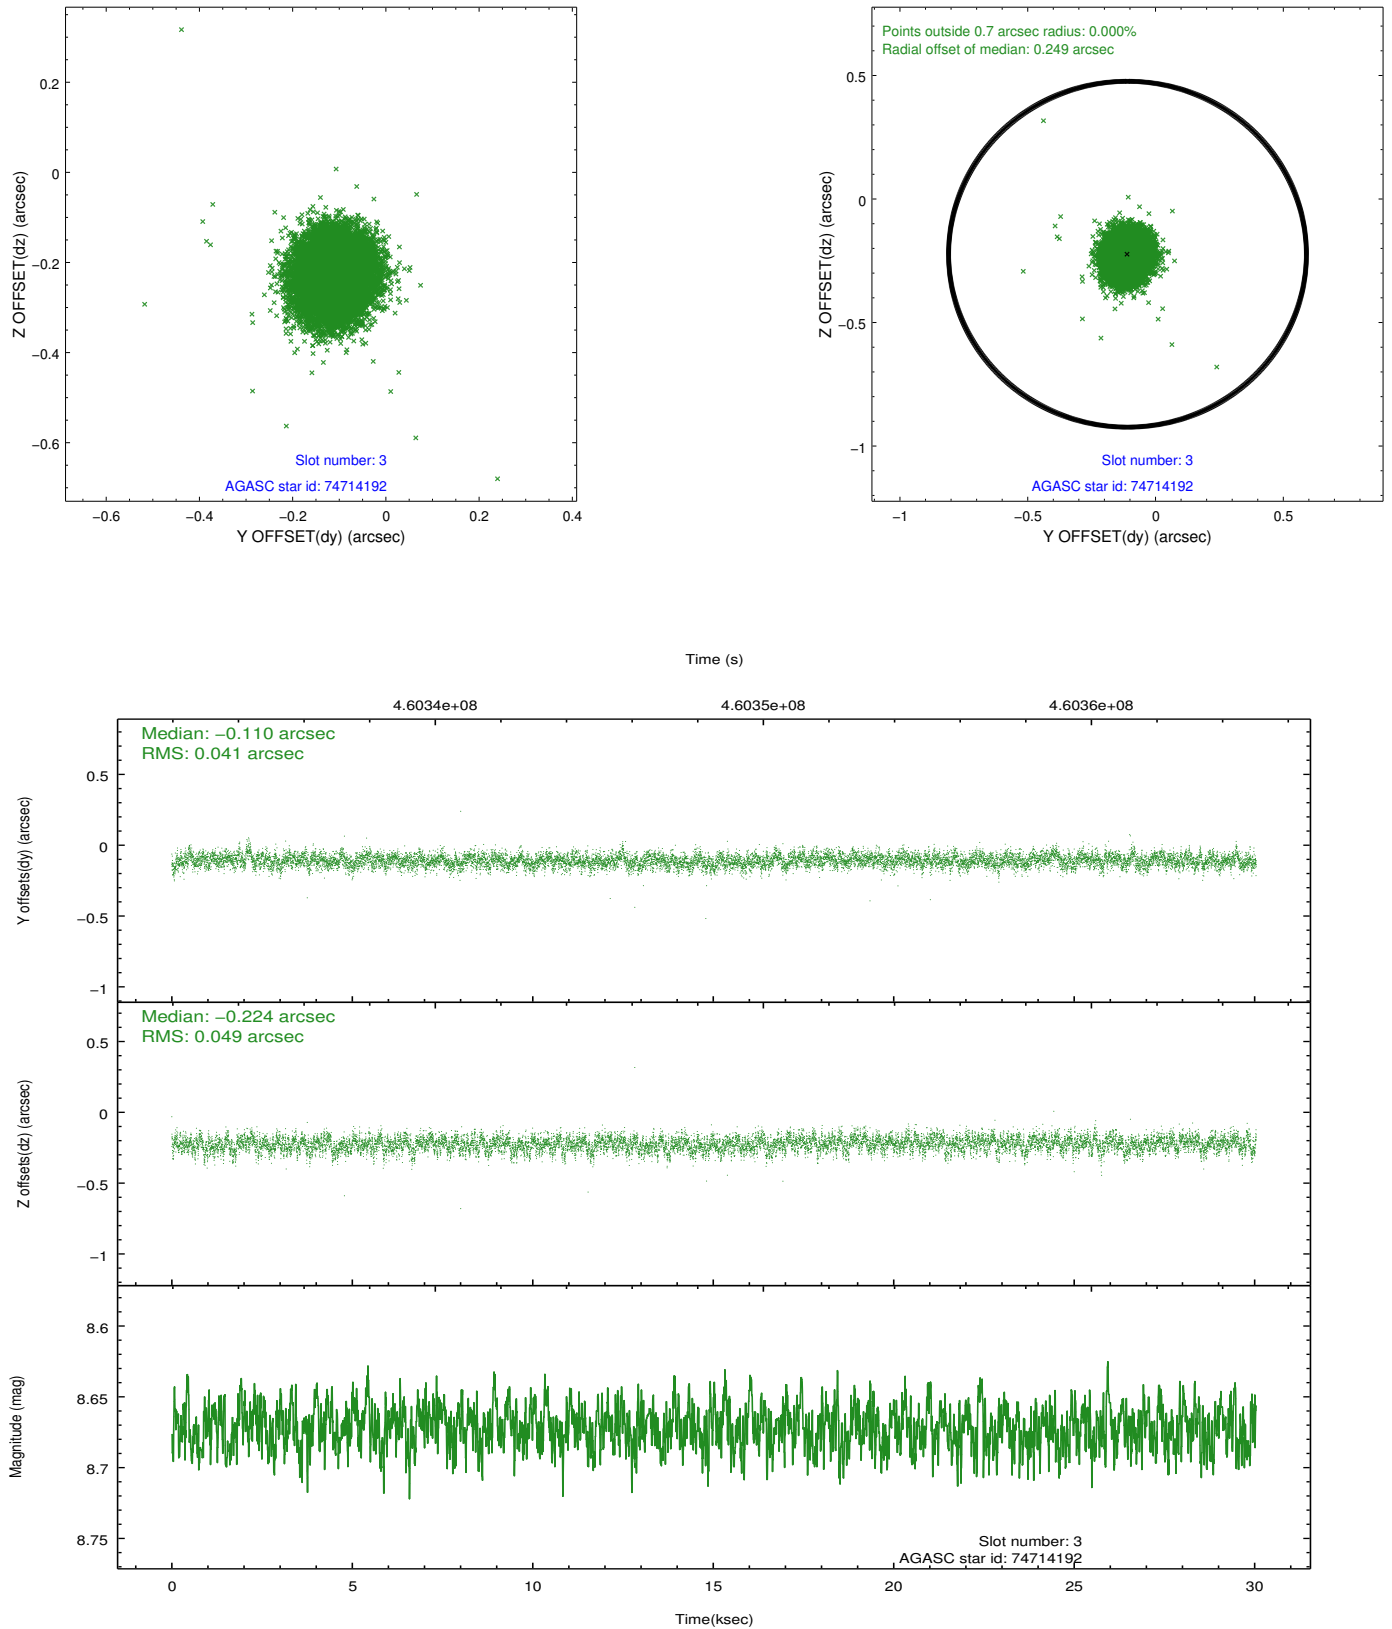 0.2
0
−0.2
−0.4
−0.6
Z OFFSET(dz) (arcsec)
Slot number: 3
AGASC star id: 74714192
−0.6
−0.4
−0.2
0
0.2
0.4
Y OFFSET(dy) (arcsec)
Points outside 0.7 arcsec radius: 0.000%
Radial offset of median: 0.249 arcsec
0.5
0
−0.5
−1
Z OFFSET(dz) (arcsec)
Slot number: 3
AGASC star id: 74714192
−1
−0.5
0
0.5
Y OFFSET(dy) (arcsec)
Time (s)
4.6034e+08
4.6035e+08
4.6036e+08
Median: −0.110 arcsec
RMS: 0.041 arcsec
0.5
0
−0.5
−1
Y offsets(dy) (arcsec)
Median: −0.224 arcsec
RMS: 0.049 arcsec
0.5
0
−0.5
−1
Z offsets(dz) (arcsec)
8.6
8.65
8.7
8.75
Magnitude (mag)
Slot number: 3
AGASC star id: 74714192
0
5
10
15
20
25
30
Time(ksec)